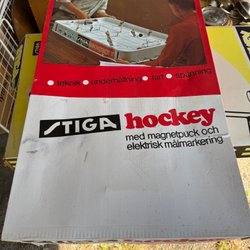 • teknik • underhållning • fart • spänning
STIGA hockey
med magnetpuck och
elektrisk målmarkering